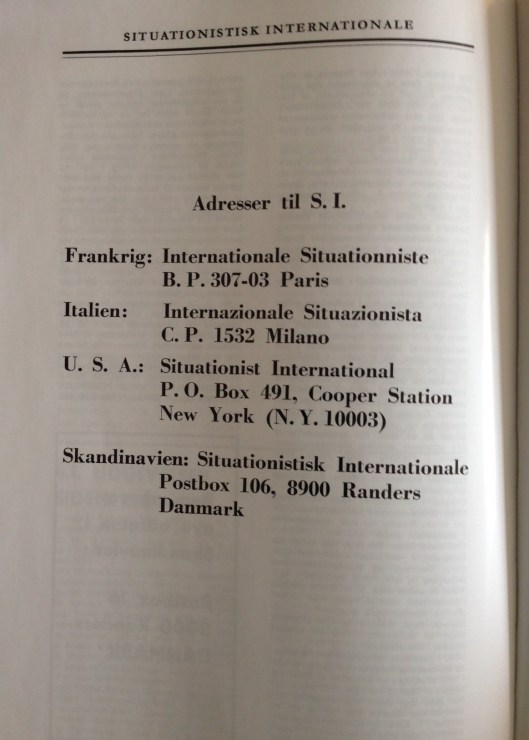 SITUATIONISTISK INTERNATIONALE
Adresser til S. I.
Frankrig: Internationale Situationniste
B. P. 307-03 Paris
Italien: Internazionale Situazionista
C. P. 1532 Milano
U. S. A.: Situationist International
P. O. Box 491, Cooper Station
New York (N. Y. 10003)
Skandinavien: Situationistisk Internationale
Postbox 106, 8900 Randers
Danmark